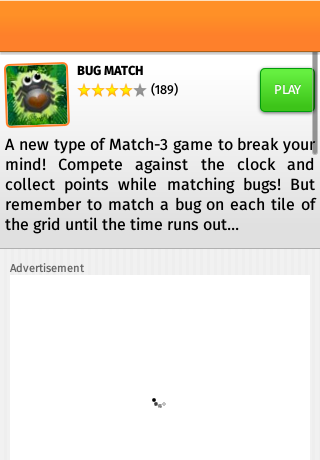 BUG MATCH
(189)
PLAY
A new type of Match-3 game to break your
mind! Compete against the clock and
collect points while matching bugs! But
remember to match a bug on each tile of
the grid until the time runs out...
Advertisement